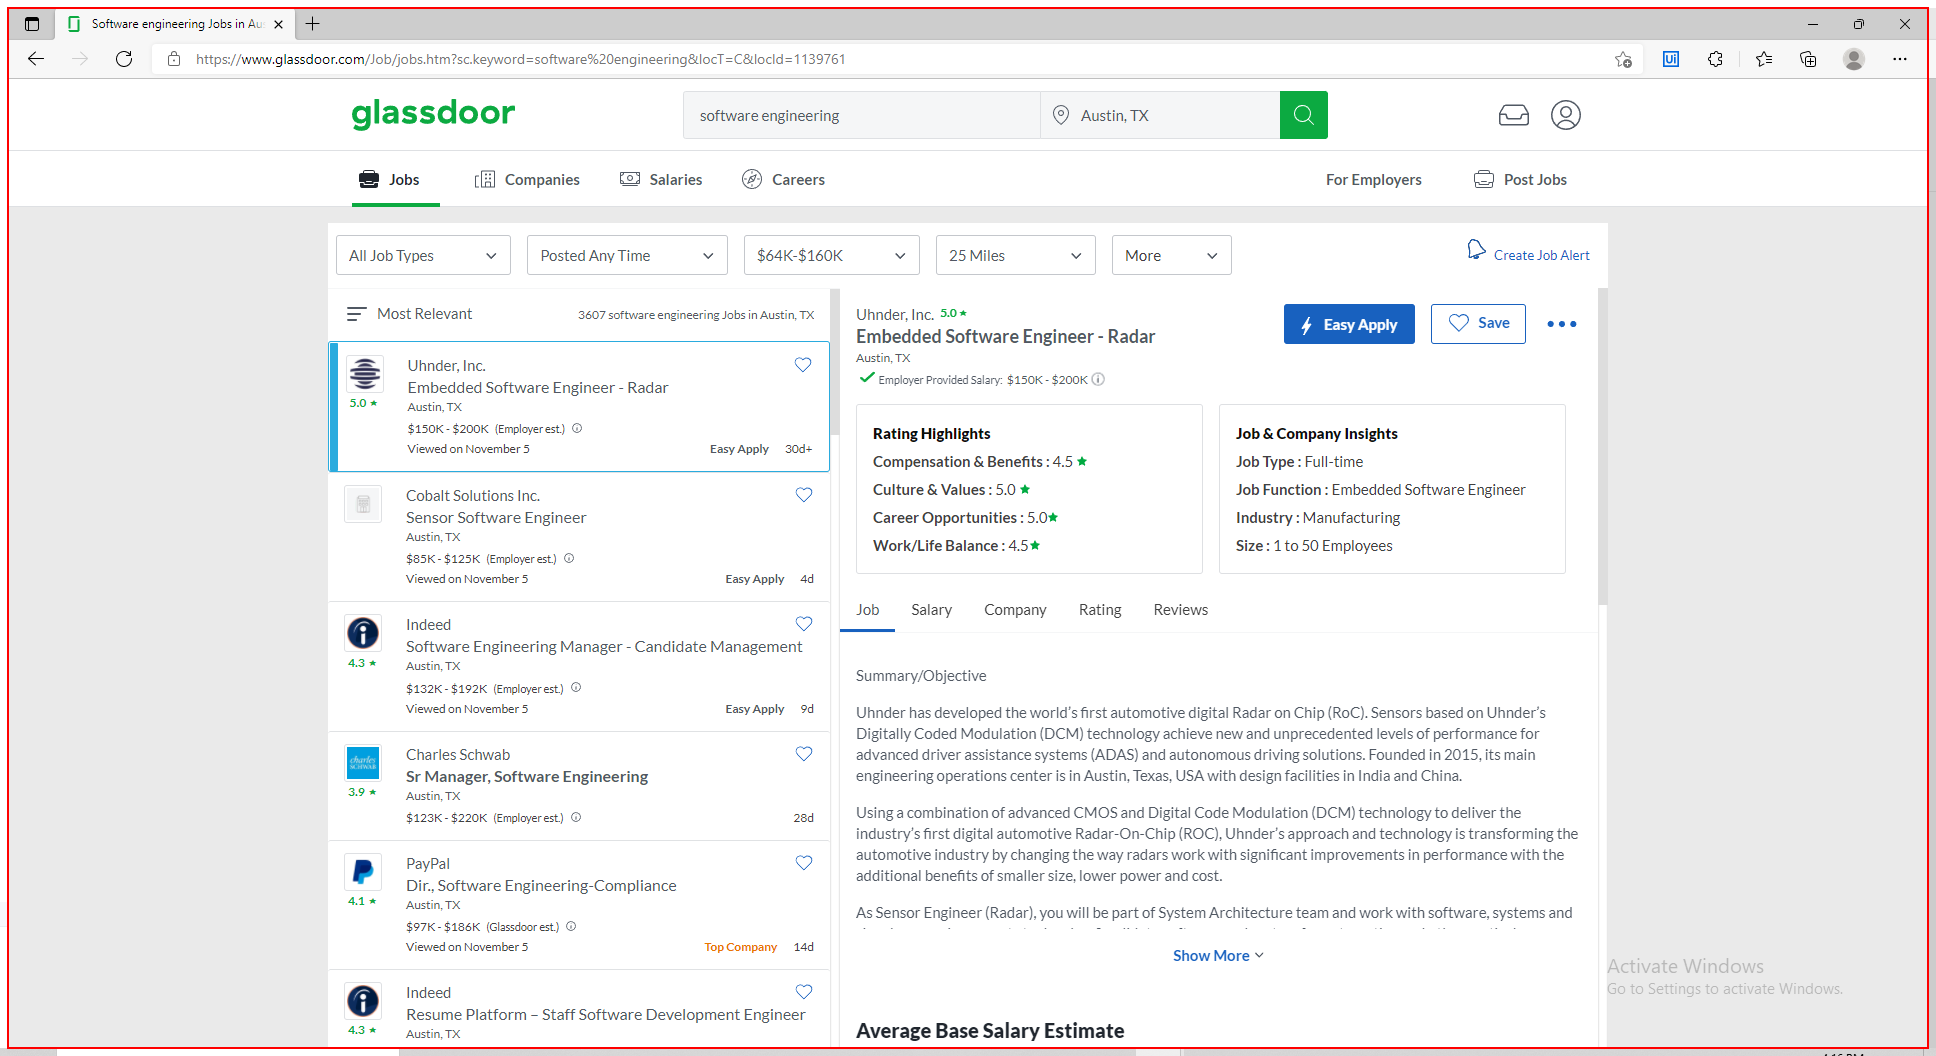 Software engineering Jobs in Au
https://www.glassdoor.com/Job/jobs.htm?sc.keyword=software%20engineering&locT=C&locId=1139761
glassdoor
software engineering
Austin, TX
Jobs
Companies
Salaries
Careers
For Employers
Post Jobs
All Job Types
Posted Any Time
$64K-$160K
25 Miles
More
Create Job Alert
Most Relevant
3607 software engineering Jobs in Austin, TX
Uhnder, Inc.
Embedded Software Engineer - Radar
5.0 ★
Austin, TX
$150K - $200K (Employer est.)
Viewed on November 5
Easy Apply 30d+
Cobalt Solutions Inc.
Sensor Software Engineer
Austin, TX
$85K - $125K (Employer est.)
Viewed on November 5
Easy Apply 4d
Indeed
Software Engineering Manager - Candidate Management
4.3 ★
Austin, TX
$132K - $192K (Employer est.)
Viewed on November 5
Easy Apply 9d
charles
SCHWAB
Charles Schwab
Sr Manager, Software Engineering
3.9 ★
Austin, TX
$123K - $220K (Employer est.)
28d
PayPal
Dir., Software Engineering-Compliance
4.1 ★
Austin, TX
$97K - $186K (Glassdoor est.)
Viewed on November 5
Top Company 14d
Indeed
Resume Platform – Staff Software Development Engineer
4.3 ★
Austin, TX
Uhnder, Inc. 5.0 ★
Embedded Software Engineer - Radar
Austin, TX
Employer Provided Salary: $150K - $200K
Easy Apply
Save
Rating Highlights
Compensation & Benefits : 4.5 ★
Culture & Values : 5.0 ★
Career Opportunities : 5.0★
Work/Life Balance : 4.5★
Job & Company Insights
Job Type : Full-time
Job Function : Embedded Software Engineer
Industry : Manufacturing
Size : 1 to 50 Employees
Job
Salary
Company
Rating
Reviews
Summary/Objective
Uhnder has developed the world’s first automotive digital Radar on Chip (RoC). Sensors based on Uhnder’s
Digitally Coded Modulation (DCM) technology achieve new and unprecedented levels of performance for
advanced driver assistance systems (ADAS) and autonomous driving solutions. Founded in 2015, its main
engineering operations center is in Austin, Texas, USA with design facilities in India and China.
Using a combination of advanced CMOS and Digital Code Modulation (DCM) technology to deliver the
industry’s first digital automotive Radar-On-Chip (ROC), Uhnder’s approach and technology is transforming the
automotive industry by changing the way radars work with significant improvements in performance with the
additional benefits of smaller size, lower power and cost.
As Sensor Engineer (Radar), you will be part of System Architecture team and work with software, systems and
Show More
Average Base Salary Estimate
Activate Windows
Go to Settings to activate Windows.